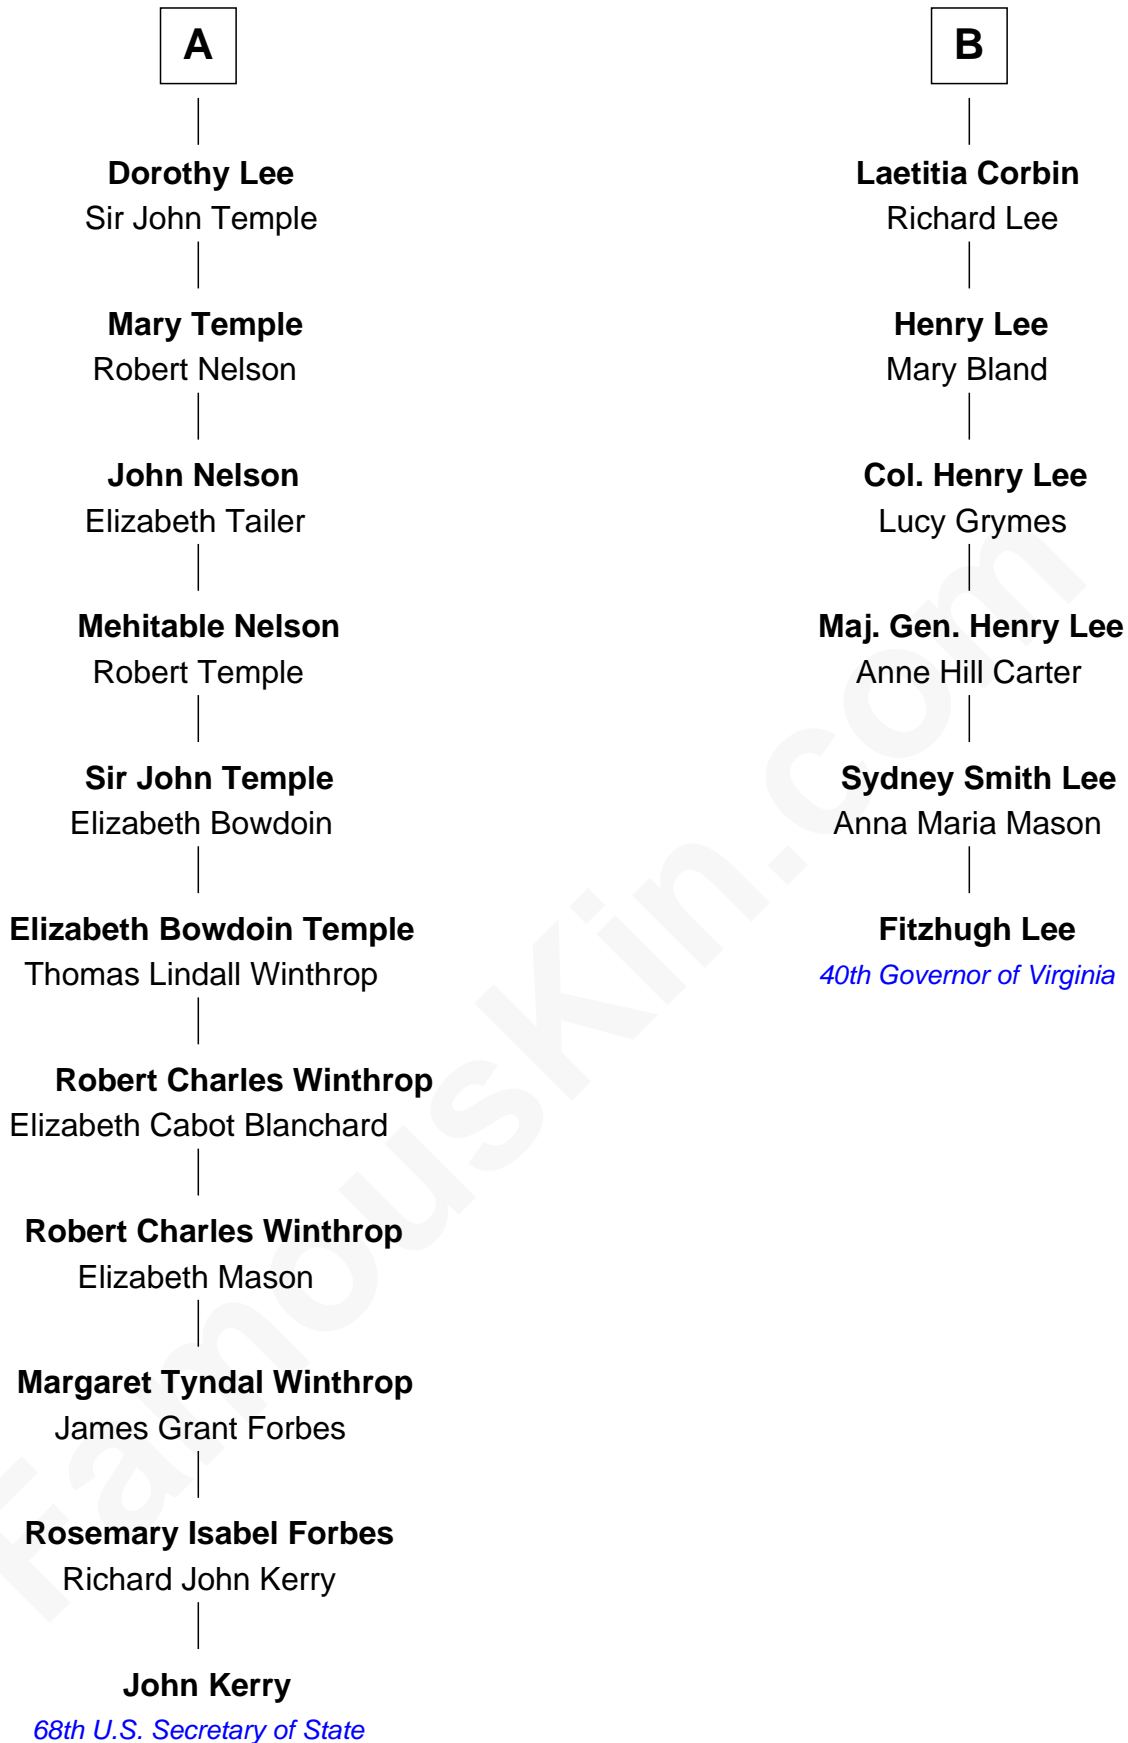 A
Dorothy Lee
Sir John Temple
Mary Temple
Robert Nelson
John Nelson
Elizabeth Tailer
Mehitable Nelson
Robert Temple
Sir John Temple
Elizabeth Bowdoin
Elizabeth Bowdoin Temple
Thomas Lindall Winthrop
Robert Charles Winthrop
Elizabeth Cabot Blanchard
Robert Charles Winthrop
Elizabeth Mason
Margaret Tyndal Winthrop
James Grant Forbes
Rosemary Isabel Forbes
Richard John Kerry
John Kerry
68th U.S. Secretary of State
B
Laetitia Corbin
Richard Lee
Henry Lee
Mary Bland
Col. Henry Lee
Lucy Grymes
Maj. Gen. Henry Lee
Anne Hill Carter
Sydney Smith Lee
Anna Maria Mason
Fitzhugh Lee
40th Governor of Virginia
FamousKin.com